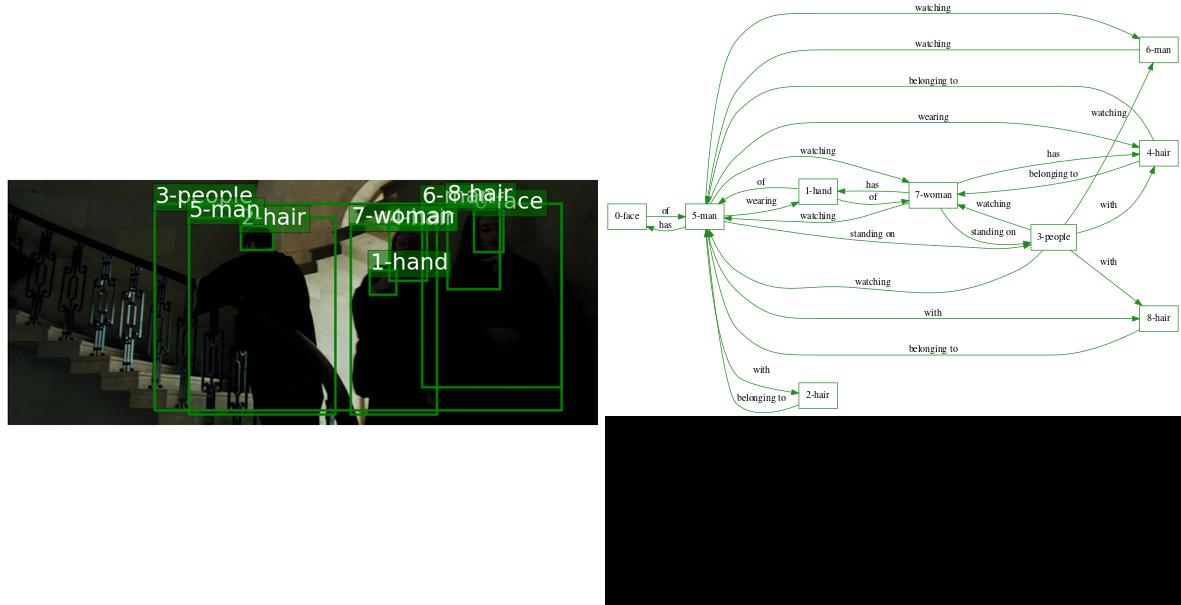 3-people
5-man
2-hair
7-woman
6-man
8-hair
0-face
1-hand
watching
6-man
watching
belonging to
watching
wearing
4-hair
watching
has
belonging to
of
1-hand
has
7-woman
wearing
of
with
0-face
of
5-man
watching
watching
has
standing on
standing on
3-people
with
watching
with
8-hair
belonging to
with
2-hair
belonging to